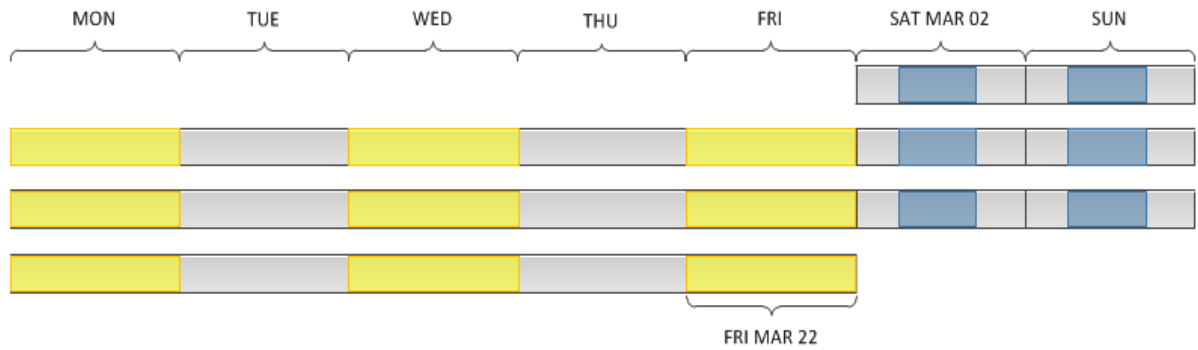 MON TUE WED THU FRI SAT MAR 02 SUN
FRI MAR 22